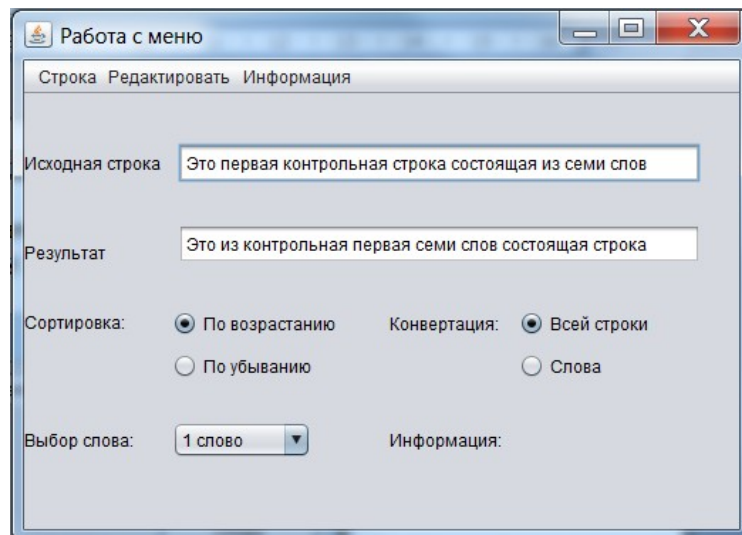 Работа с меню
Строка Редактировать Информация
Исходная строка Это первая контрольная строка состоящая из семи слов
Результат Это из контрольная первая семи слов состоящая строка
Сортировка: По возрастанию Конвертация: Всей строки
По убыванию Слова
Выбор слова: 1 слово Информация: